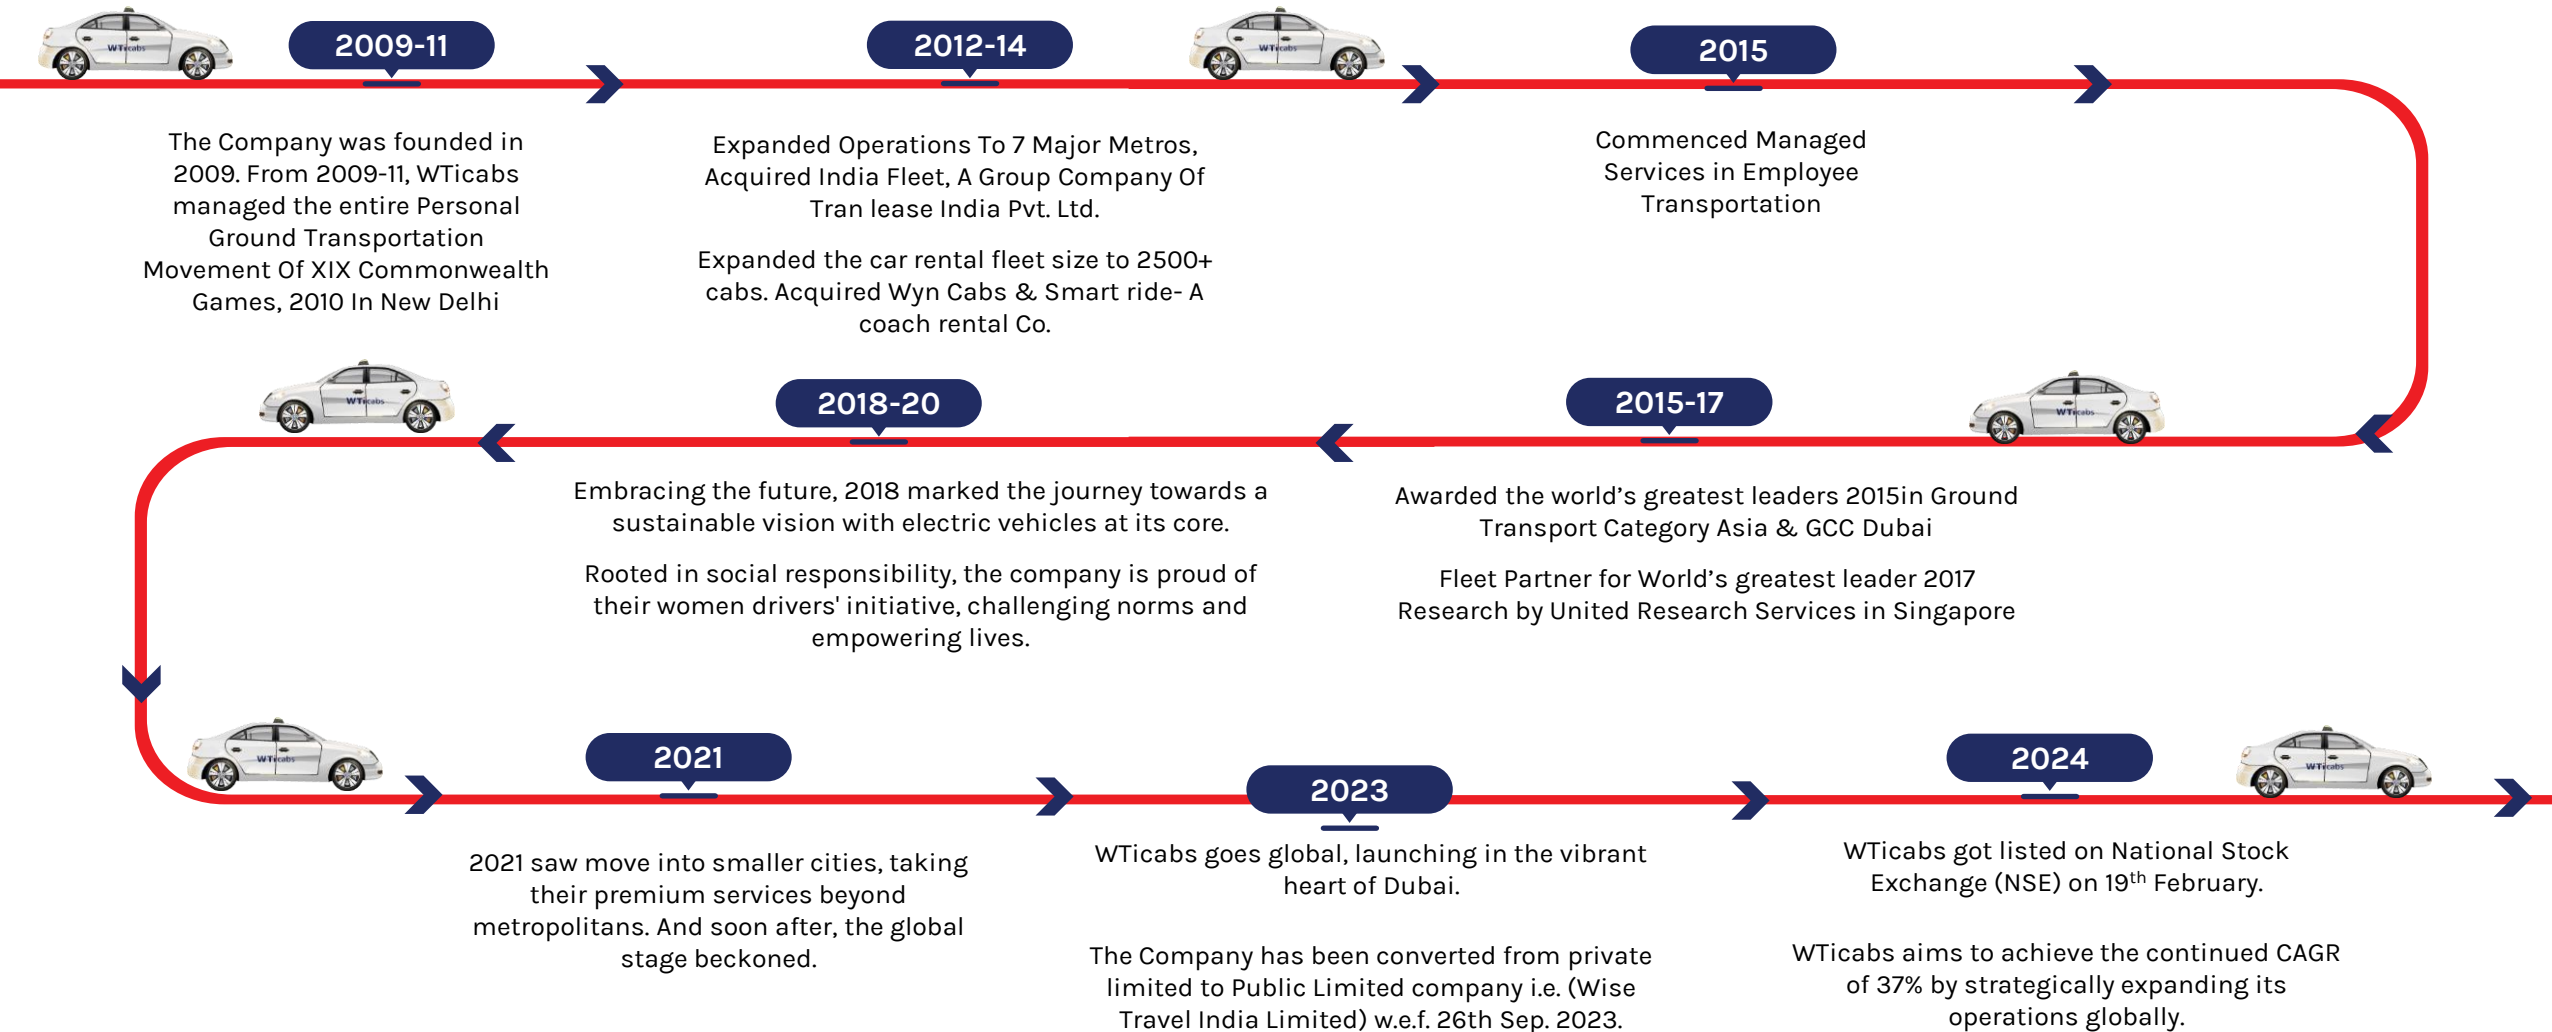 WTicabs
2009-11
2012-14
WTicabs
2015
The Company was founded in
2009. From 2009-11, WTicabs
managed the entire Personal
Ground Transportation
Movement Of XIX Commonwealth
Games, 2010 In New Delhi
Expanded Operations To 7 Major Metros,
Acquired India Fleet, A Group Company Of
Tran lease India Pvt. Ltd.
Expanded the car rental fleet size to 2500+
cabs. Acquired Wyn Cabs & Smart ride- A
coach rental Co.
Commenced Managed
Services in Employee
Transportation
2015-17
WTicabs
Awarded the world's greatest leaders 2015in Ground
Transport Category Asia & GCC Dubai
Fleet Partner for World's greatest leader 2017
Research by United Research Services in Singapore
WTicabs
2018-20
Embracing the future, 2018 marked the journey towards a
sustainable vision with electric vehicles at its core.
Rooted in social responsibility, the company is proud of
their women drivers' initiative, challenging norms and
empowering lives.
WTicabs
2021
2021 saw move into smaller cities, taking
their premium services beyond
metropolitans. And soon after, the global
stage beckoned.
2023
WTicabs goes global, launching in the vibrant
heart of Dubai.
The Company has been converted from private
limited to Public Limited company i.e. (Wise
Travel India Limited) w.e.f. 26th Sep. 2023.
2024
WTicabs
WTicabs got listed on National Stock
Exchange (NSE) on 19th February.
WTicabs aims to achieve the continued CAGR
of 37% by strategically expanding its
operations globally.